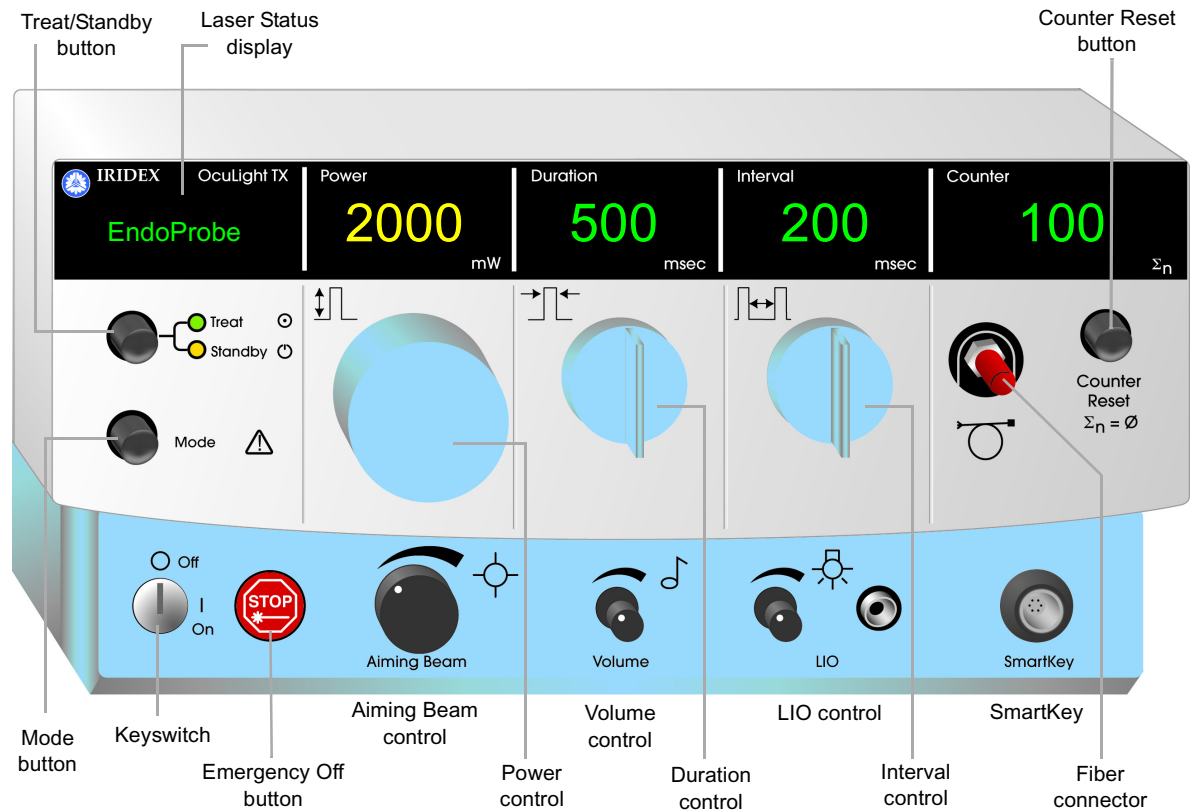 Treat/Standby
button
Laser Status
display
Counter Reset
button
IRIDEX
OcuLight TX
Power
Duration
Interval
Counter
EndoProbe
2000
500
200
100
mW
msec
msec
Σn
Treat
Standby
Mode
Counter
Reset
Σn = Ø
Off
I
On
STOP
Aiming Beam
Volume
LIO
SmartKey
Mode
button
Keyswitch
Emergency Off
button
Aiming Beam
control
Power
control
Volume
control
Duration
control
LIO control
Interval
control
SmartKey
Fiber
connector